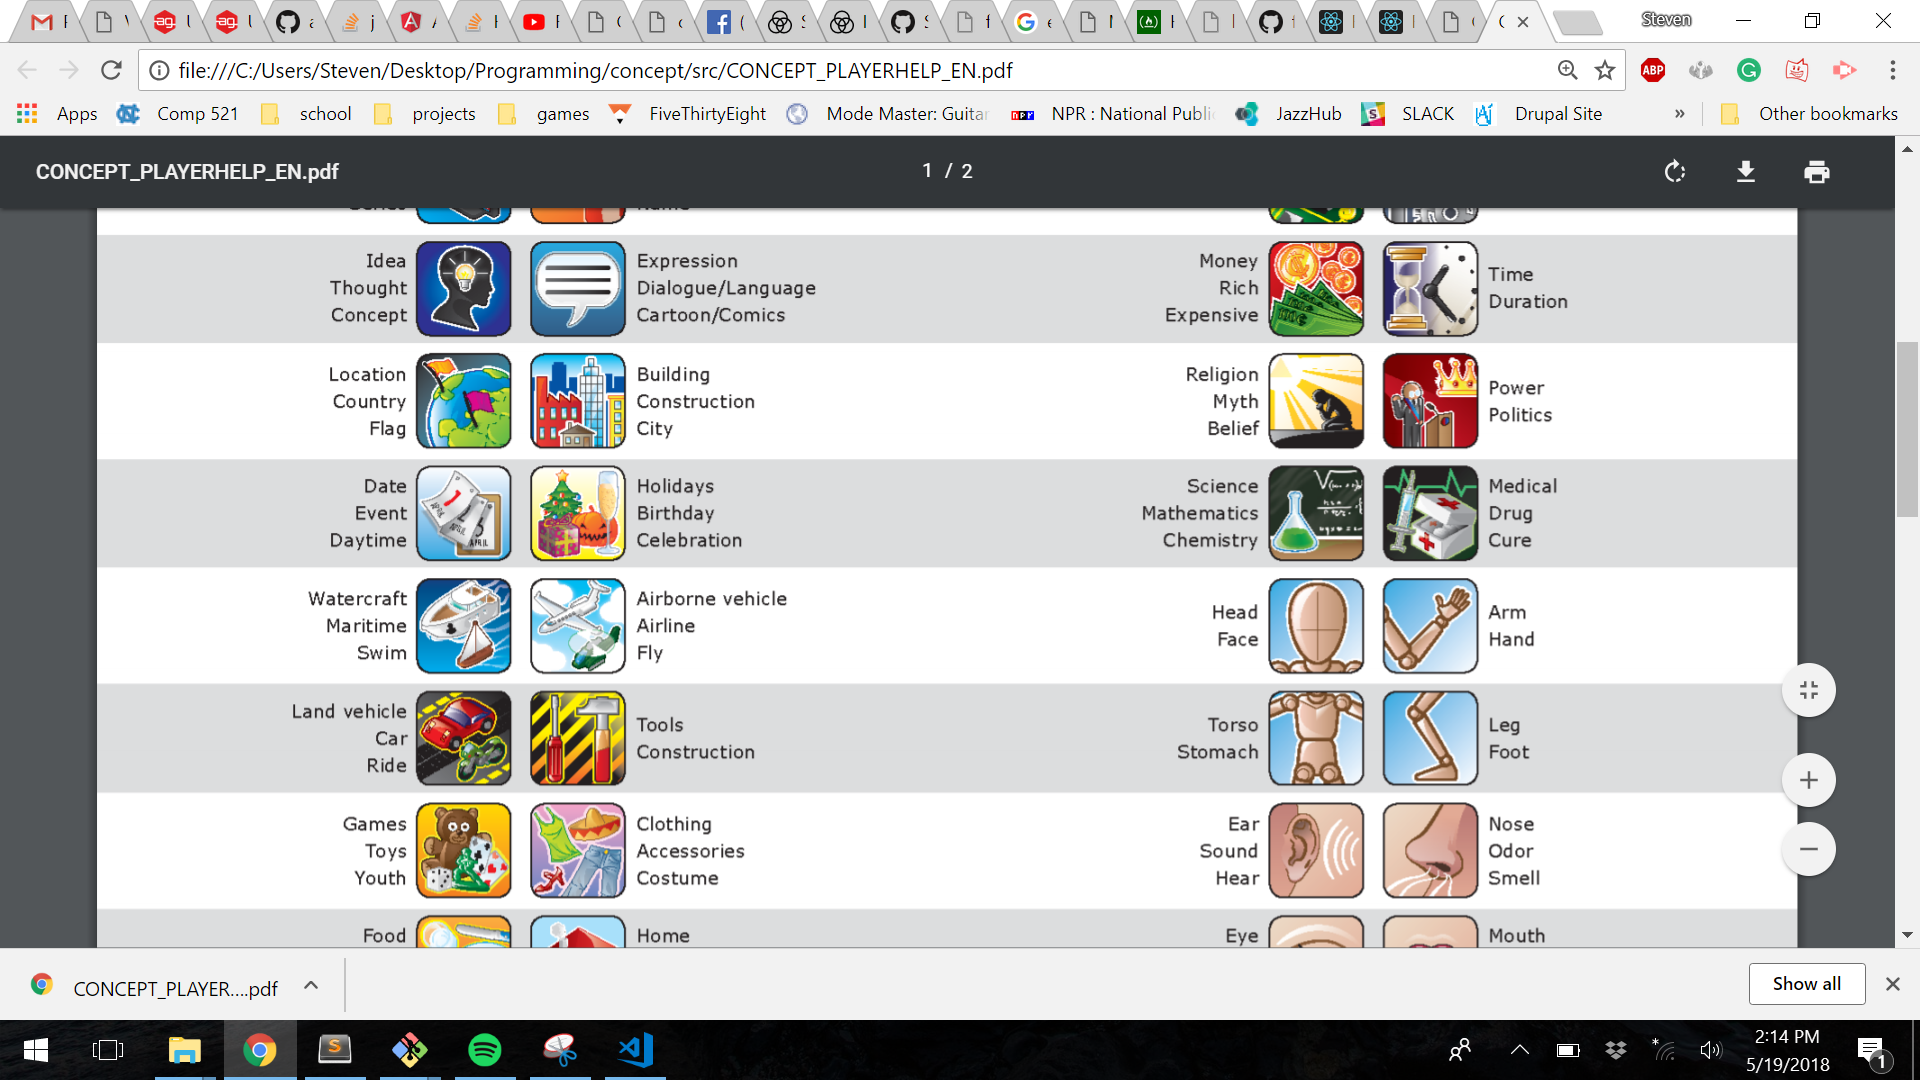 Steven
file:///C:/Users/Steven/Desktop/Programming/concept/src/CONCEPT_PLAYERHELP_EN.pdf
ABP
Apps
Comp 521
school
projects
games
FiveThirtyEight
Mode Master: Guitar
NPR : National Public
JazzHub
SLACK
Drupal Site
»
Other bookmarks
CONCEPT_PLAYERHELP_EN.pdf
1 / 2
Idea
Thought
Concept
Expression
Dialogue/Language
Cartoon/Comics
Money
Rich
Expensive
Time
Duration
Location
Country
Flag
Building
Construction
City
Religion
Myth
Belief
Power
Politics
Date
Event
Daytime
Holidays
Birthday
Celebration
Science
Mathematics
Chemistry
Medical
Drug
Cure
Watercraft
Maritime
Swim
Airborne vehicle
Airline
Fly
Head
Face
Arm
Hand
Land vehicle
Car
Ride
Tools
Construction
Torso
Stomach
Leg
Foot
Games
Toys
Youth
Clothing
Accessories
Costume
Ear
Sound
Hear
Nose
Odor
Smell
Food
Home
Eye
Mouth
CONCEPT_PLAYER....pdf
Show all
2:14 PM
5/19/2018
1